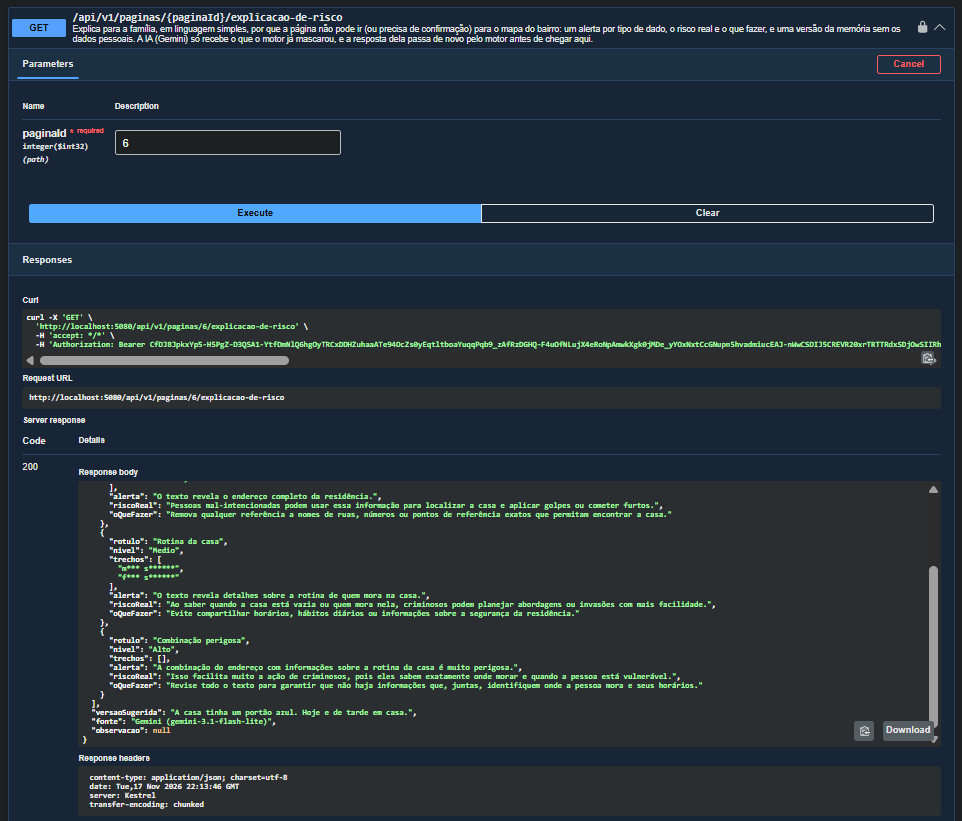 GET
/api/v1/paginas/{paginaId}/explicacao-de-risco
Explica para a família, em linguagem simples, por que a página não pode ir (ou precisa de confirmação) para o mapa do bairro: um alerta por tipo de dado, o risco real e o que fazer, e uma versão da memória sem os
dados pessoais. A IA (Gemini) só recebe o que o motor já mascarou, e a resposta dela passa de novo pelo motor antes de chegar aqui.
Parameters
Cancel
Name
Description
paginaId * required
integer($int32)
(path)
6
Execute
Clear
Responses
Curl
curl -X 'GET' \
'http://localhost:5080/api/v1/paginas/6/explicacao-de-risco' \
-H 'accept: */*' \
Request URL
http://localhost:5080/api/v1/paginas/6/explicacao-de-risco
Server response
Code
Details
200
Response body
],
"alerta": "O texto revela o endereço completo da residência.",
"riscoReal": "Pessoas mal-intencionadas podem usar essa informação para localizar a casa e aplicar golpes ou cometer furtos.",
"oQueFazer": "Remova qualquer referência a nomes de ruas, números ou pontos de referência exatos que permitam encontrar a casa."
},
{
"rotulo": "Rotina da casa",
"nivel": "Medio",
"trechos": [
"m*** s******",
"f*** s******"
],
"alerta": "O texto revela detalhes sobre a rotina de quem mora na casa.",
"riscoReal": "Ao saber quando a casa está vazia ou quem mora nela, criminosos podem planejar abordagens ou invasões com mais facilidade.",
"oQueFazer": "Evite compartilhar horários, hábitos diários ou informações sobre a segurança da residência."
},
{
"rotulo": "Combinação perigosa",
"nivel": "Alto",
"trechos": [],
"alerta": "A combinação do endereço com informações sobre a rotina da casa é muito perigosa.",
"riscoReal": "Isso facilita muito a ação de criminosos, pois eles sabem exatamente onde morar e quando a pessoa está vulnerável.",
"oQueFazer": "Revise todo o texto para garantir que não haja informações que, juntas, identifiquem onde a pessoa mora e seus horários."
}
],
"versaoSugerida": "A casa tinha um portão azul. Hoje e de tarde em casa.",
"fonte": "Gemini (gemini-3.1-flash-lite)",
"observacao": null
}
Download
Response headers
content-type: application/json; charset=utf-8
date: Tue,17 Nov 2026 22:13:46 GMT
server: Kestrel
transfer-encoding: chunked